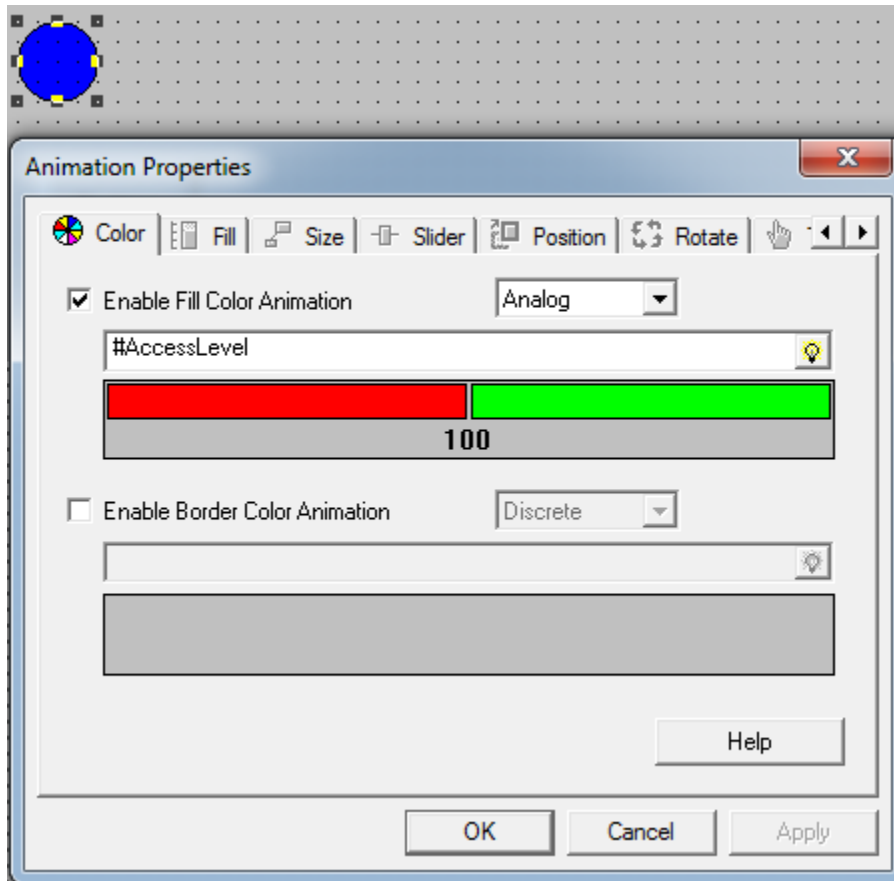 Animation Properties
Color Fill Size Slider Position Rotate
Enable Fill Color Animation Analog
#AccessLevel
100
Enable Border Color Animation Discrete
Help
OK Cancel Apply